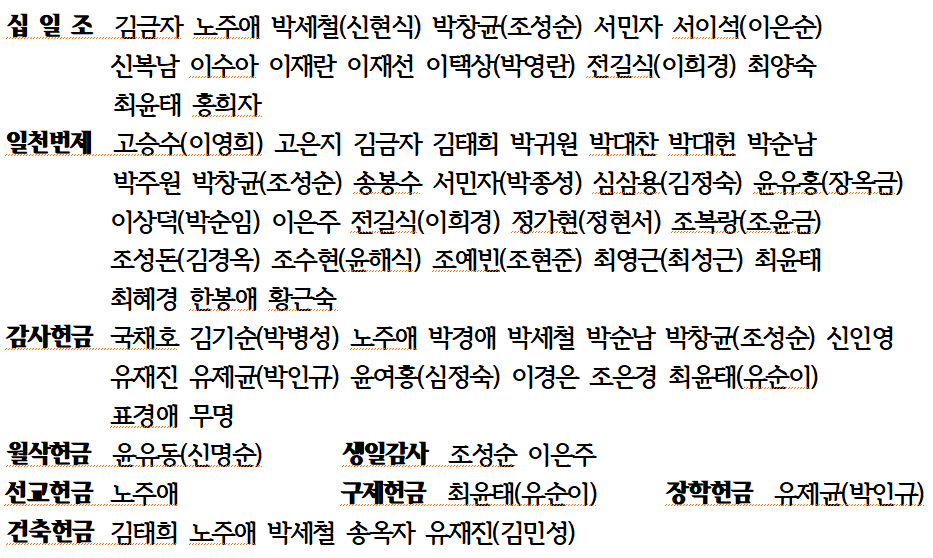 십 일 조 김금자 노주애 박세철(신현식) 박창균(조성순) 서민자 서이석(이은순)
신복남 이수아 이재란 이재선 이택상(박영란) 전길식(이희경) 최양숙
최윤태 홍희자
일천번제 고승수(이영희) 고은지 김금자 김태희 박귀원 박대찬 박대헌 박순남
박주원 박창균(조성순) 송봉수 서민자(박종성) 심삼용(김정숙) 윤유홍(장옥금)
이상덕(박순임) 이은주 전길식(이희경) 정가현(정현서) 조복랑(조윤금)
조성돈(김경옥) 조수현(윤해식) 조예빈(조현준) 최영근(최성근) 최윤태
최혜경 한봉애 황근숙
감사헌금 국채호 김기순(박병성) 노주애 박경애 박세철 박순남 박창균(조성순) 신인영
유재진 유제균(박인규) 윤여홍(심정숙) 이경은 조은경 최윤태(유순이)
표경애 무명
월삭헌금 윤유동(신명순) 생일감사 조성순 이은주
선교헌금 노주애 구제헌금 최윤태(유순이) 장학헌금 유제균(박인규)
건축헌금 김태희 노주애 박세철 송옥자 유재진(김민성)